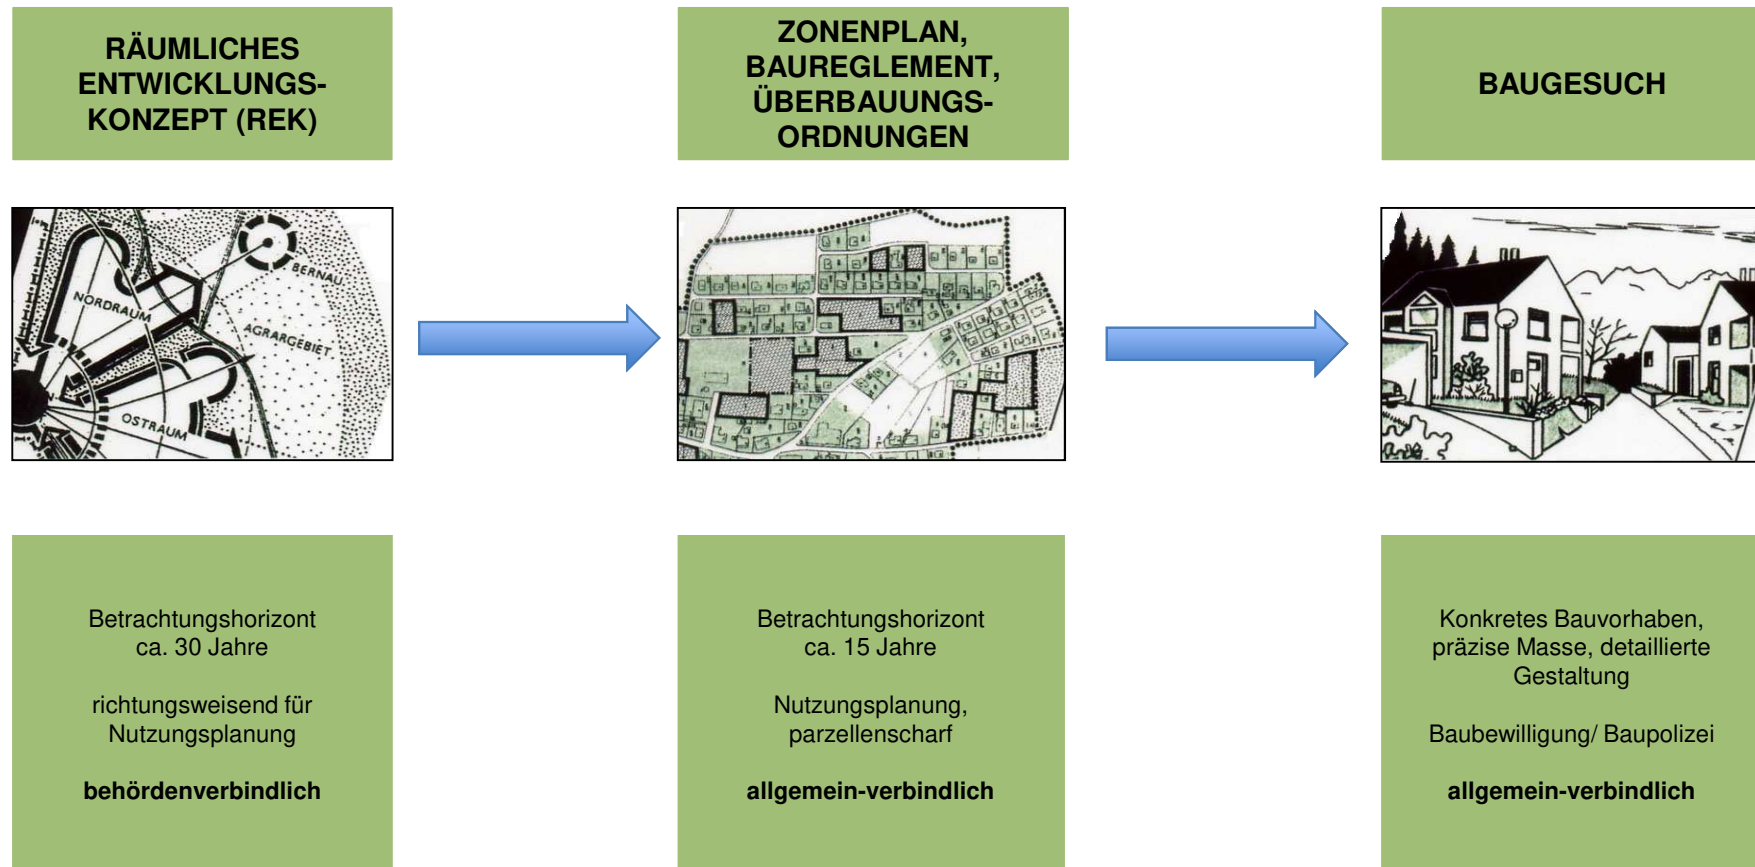 RÄUMLICHES
ENTWICKLUNGS-
KONZEPT (REK)
ZONENPLAN,
BAUREGLEMENT,
ÜBERBAUUNGS-
ORDNUNGEN
BAUGESUCH
BERNAU
NORDRAUM
AGRARGEBIET
OSTRAUM
Betrachtungshorizont
ca. 30 Jahre
richtungsweisend für
Nutzungsplanung
behördenverbindlich
Betrachtungshorizont
ca. 15 Jahre
Nutzungsplanung,
parzellenscharf
allgemein-verbindlich
Konkretes Bauvorhaben,
präzise Masse, detaillierte
Gestaltung
Baubewilligung/ Baupolizei
allgemein-verbindlich